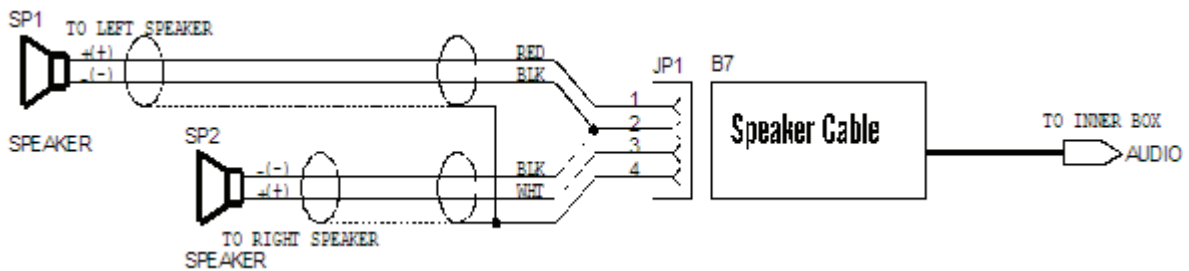 SP1
TO LEFT SPEAKER
+(+)
-(-)
RED
BLK
SPEAKER
SP2
-(-)
+(+)
BLK
WHT
TO RIGHT SPEAKER
SPEAKER
JP1
1
2
3
4
B7
Speaker Cable
TO INNER BOX
AUDIO